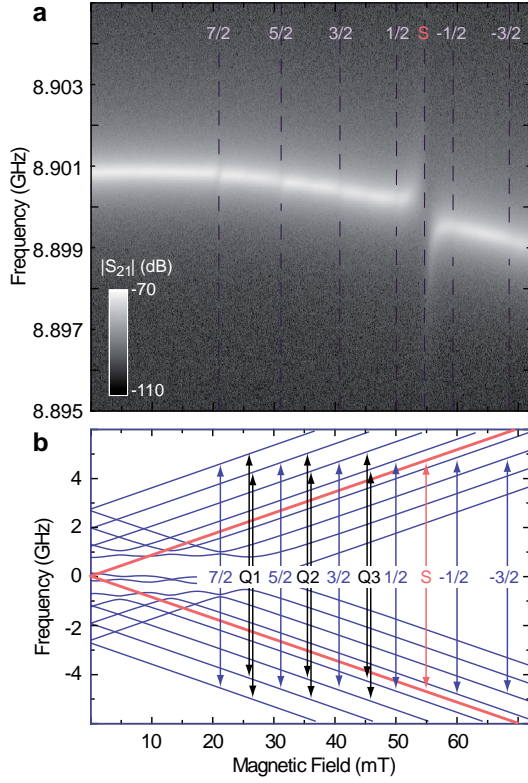 a
7/2 5/2 3/2 1/2 S -1/2 -3/2
8.903
8.901
8.899
8.897
8.895
Frequency (GHz)
|S21| (dB)
-70
-110
b
4
2
0
-2
-4
Frequency (GHz)
7/2 Q1 5/2 Q2 3/2 Q3 1/2 S -1/2 -3/2
10 20 30 40 50 60
Magnetic Field (mT)